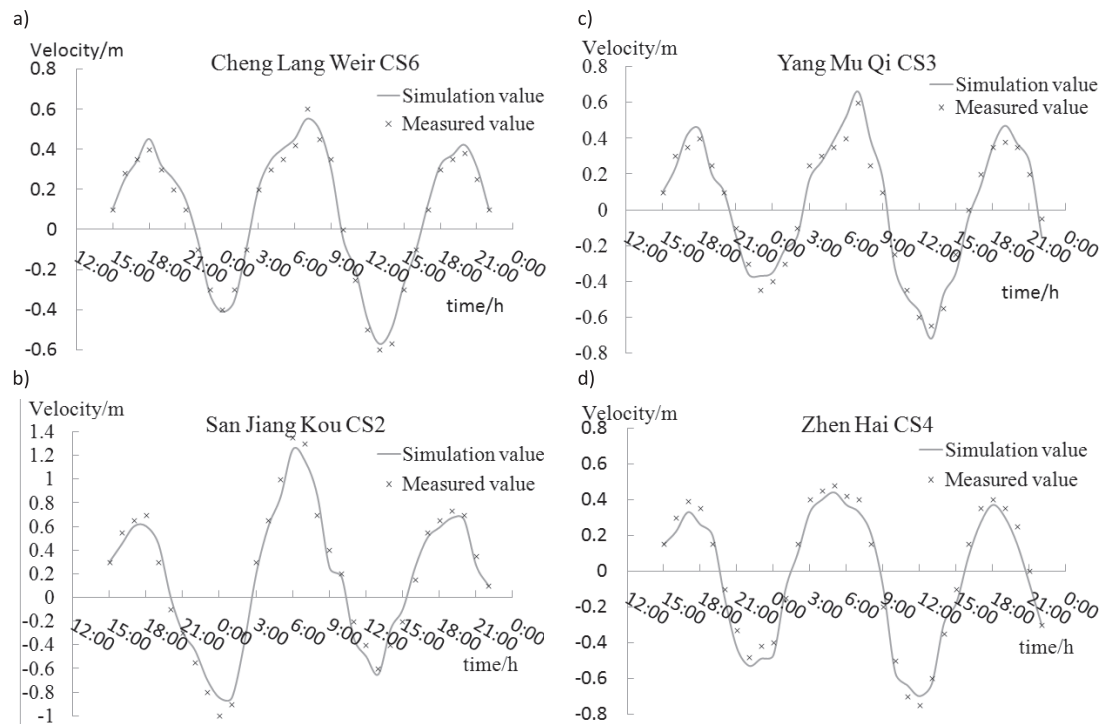 a)
Velocity/m
Cheng Lang Weir CS6
Simulation value
Measured value
0.8
0.6
0.4
0.2
0
-0.2
-0.4
-0.6
12:00 15:00 18:00 21:00 0:00 3:00 6:00 9:00 12:00 15:00 18:00 21:00 0:00
time/h
c)
Velocity/m
Yang Mu Qi CS3
Simulation value
Measured value
0.8
0.6
0.4
0.2
0
-0.2
-0.4
-0.6
-0.8
12:00 15:00 18:00 21:00 0:00 3:00 6:00 9:00 12:00 15:00 18:00 21:00 0:00
time/h
b)
Velocity/m
San Jiang Kou CS2
Simulation value
Measured value
1.4
1.2
1
0.8
0.6
0.4
0.2
0
-0.2
-0.4
-0.6
-0.8
-1
12:00 15:00 18:00 21:00 0:00 3:00 6:00 9:00 12:00 15:00 18:00 21:00 0:00
time/h
d)
Zhen Hai CS4
Velocity/m
Simulation value
Measured value
0.8
0.6
0.4
0.2
0
-0.2
-0.4
-0.6
-0.8
12:00 15:00 18:00 21:00 0:00 3:00 6:00 9:00 12:00 15:00 18:00 21:00 0:00
time/h